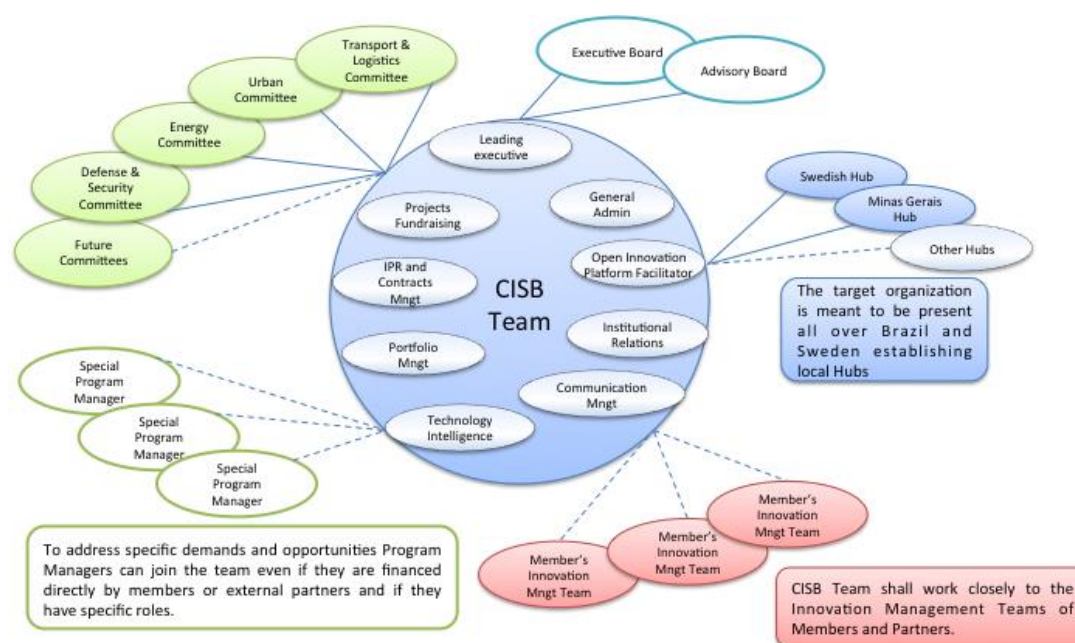 Transport &
Logistics
Committee
Urban
Committee
Energy
Committee
Defense &
Security
Committee
Future
Committees
Executive Board
Advisory Board
Leading
executive
General
Admin
Projects
Fundraising
Open Innovation
Platform Facilitator
IPR and
Contracts
Mngt
CISB
Team
Institutional
Relations
Portfolio
Mngt
Communication
Mngt
Technology
Intelligence
Swedish Hub
Minas Gerais
Hub
Other Hubs
The target organization
is meant to be present
all over Brazil and
Sweden establishing
local Hubs
Special
Program
Manager
Special
Program
Manager
Special
Program
Manager
To address specific demands and opportunities Program
Managers can join the team even if they are financed
directly by members or external partners and if they
have specific roles.
Member's
Innovation
Mngt Team
Member's
Innovation
Mngt Team
Member's
Innovation
Mngt Team
CISB Team shall work closely to the
Innovation Management Teams of
Members and Partners.